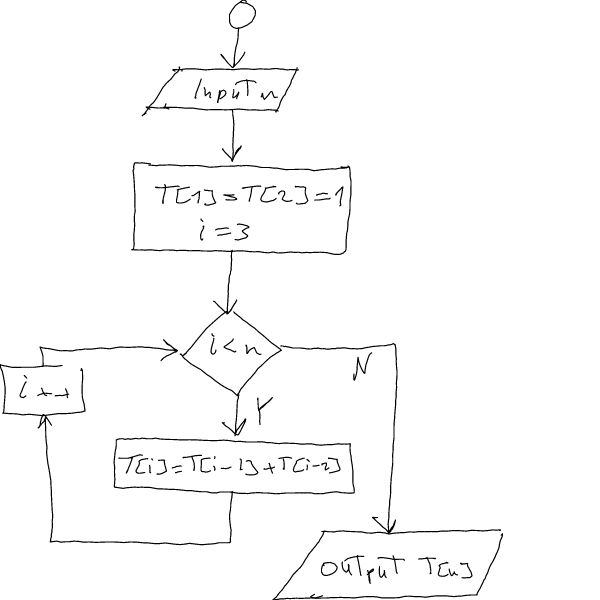 Input n
T[1]=T[2]=1
i=3
i<n
N
i++
Y
T[i]=T[i-1]+T[i-2]
OUTPUT T[n]